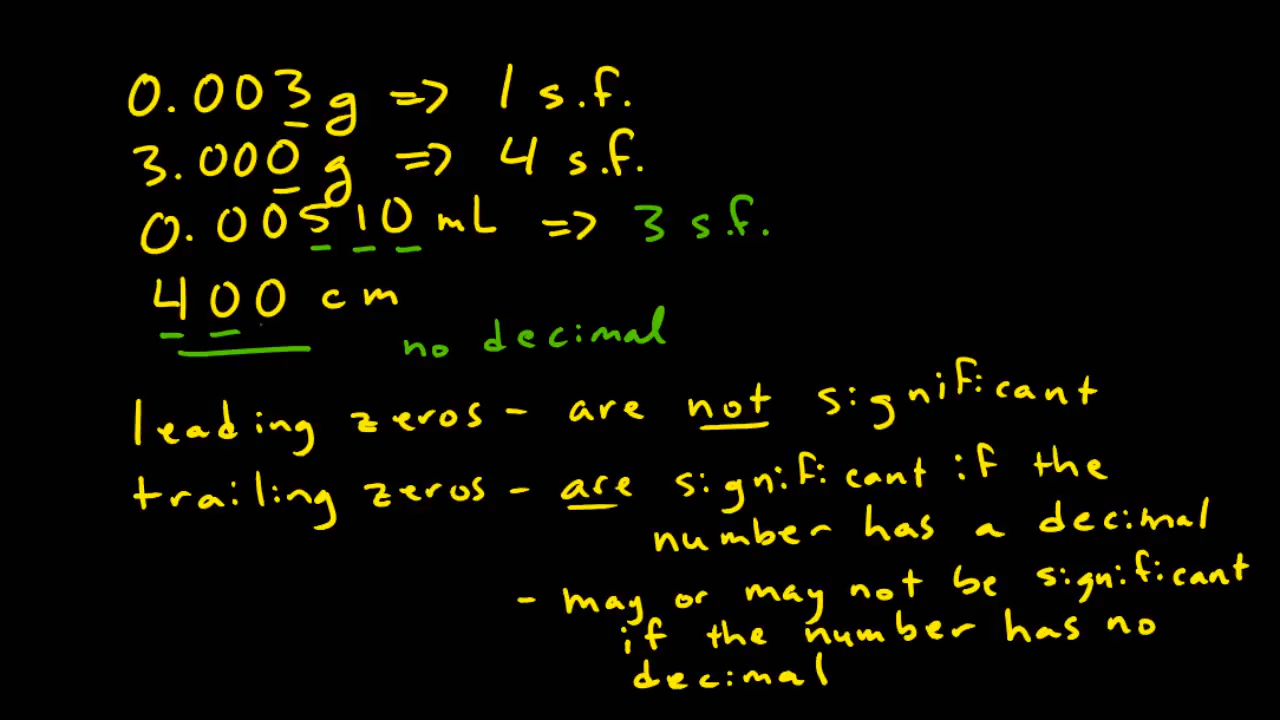 0.003g => 1 s.f.
3.000g => 4 s.f.
0.00510 mL => 3 s.f.
400 cm
no decimal
leading zeros - are not significant
trailing zeros - are significant if the
number has a decimal
- may or may not be significant
if the number has no
decimal